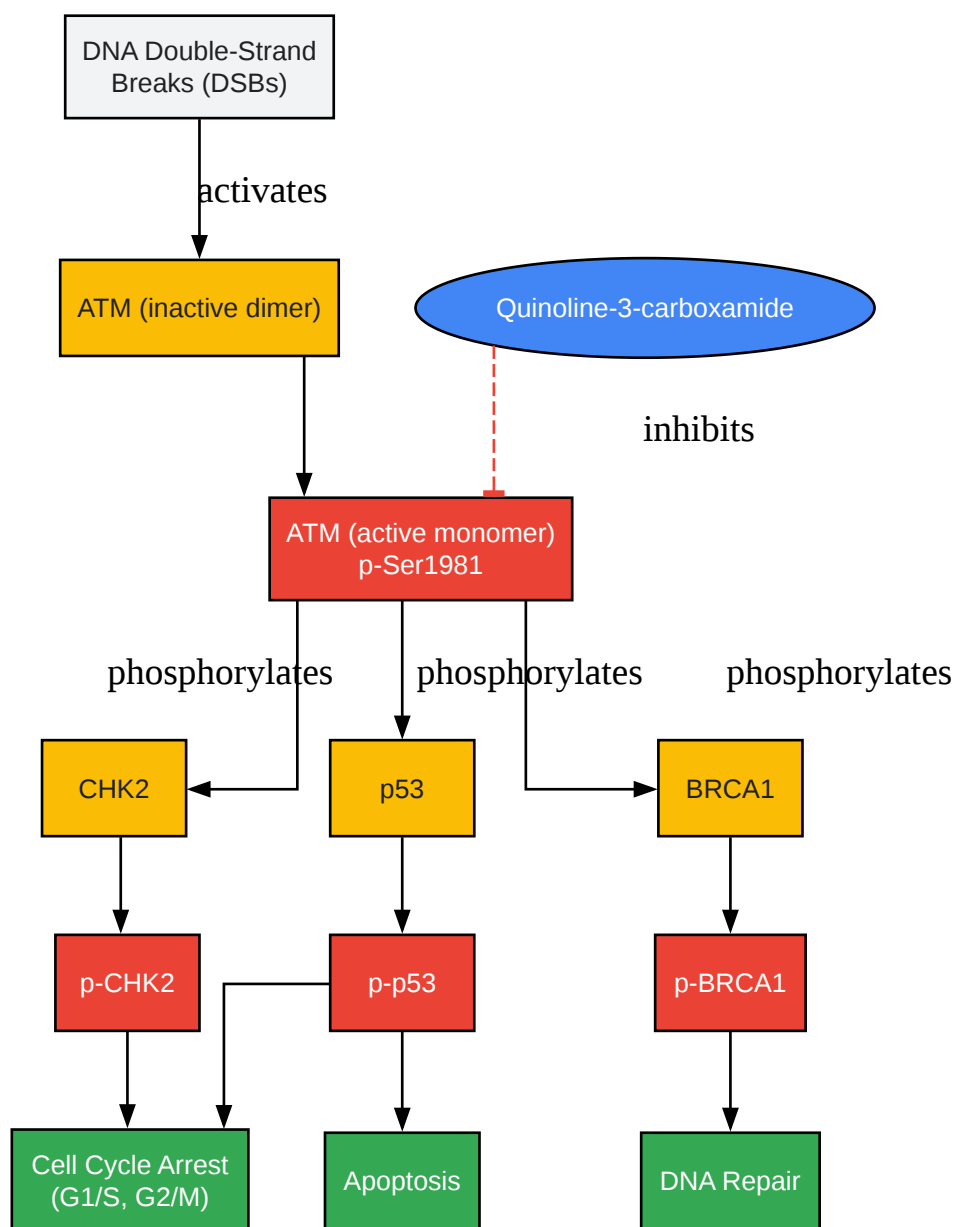 DNA Double-Strand
Breaks (DSBs)
activates
ATM (inactive dimer)
Quinoline-3-carboxamide
inhibits
ATM (active monomer)
p-Ser1981
phosphorylates
phosphorylates
phosphorylates
CHK2
p53
BRCA1
p-CHK2
p-p53
p-BRCA1
Cell Cycle Arrest
(G1/S, G2/M)
Apoptosis
DNA Repair